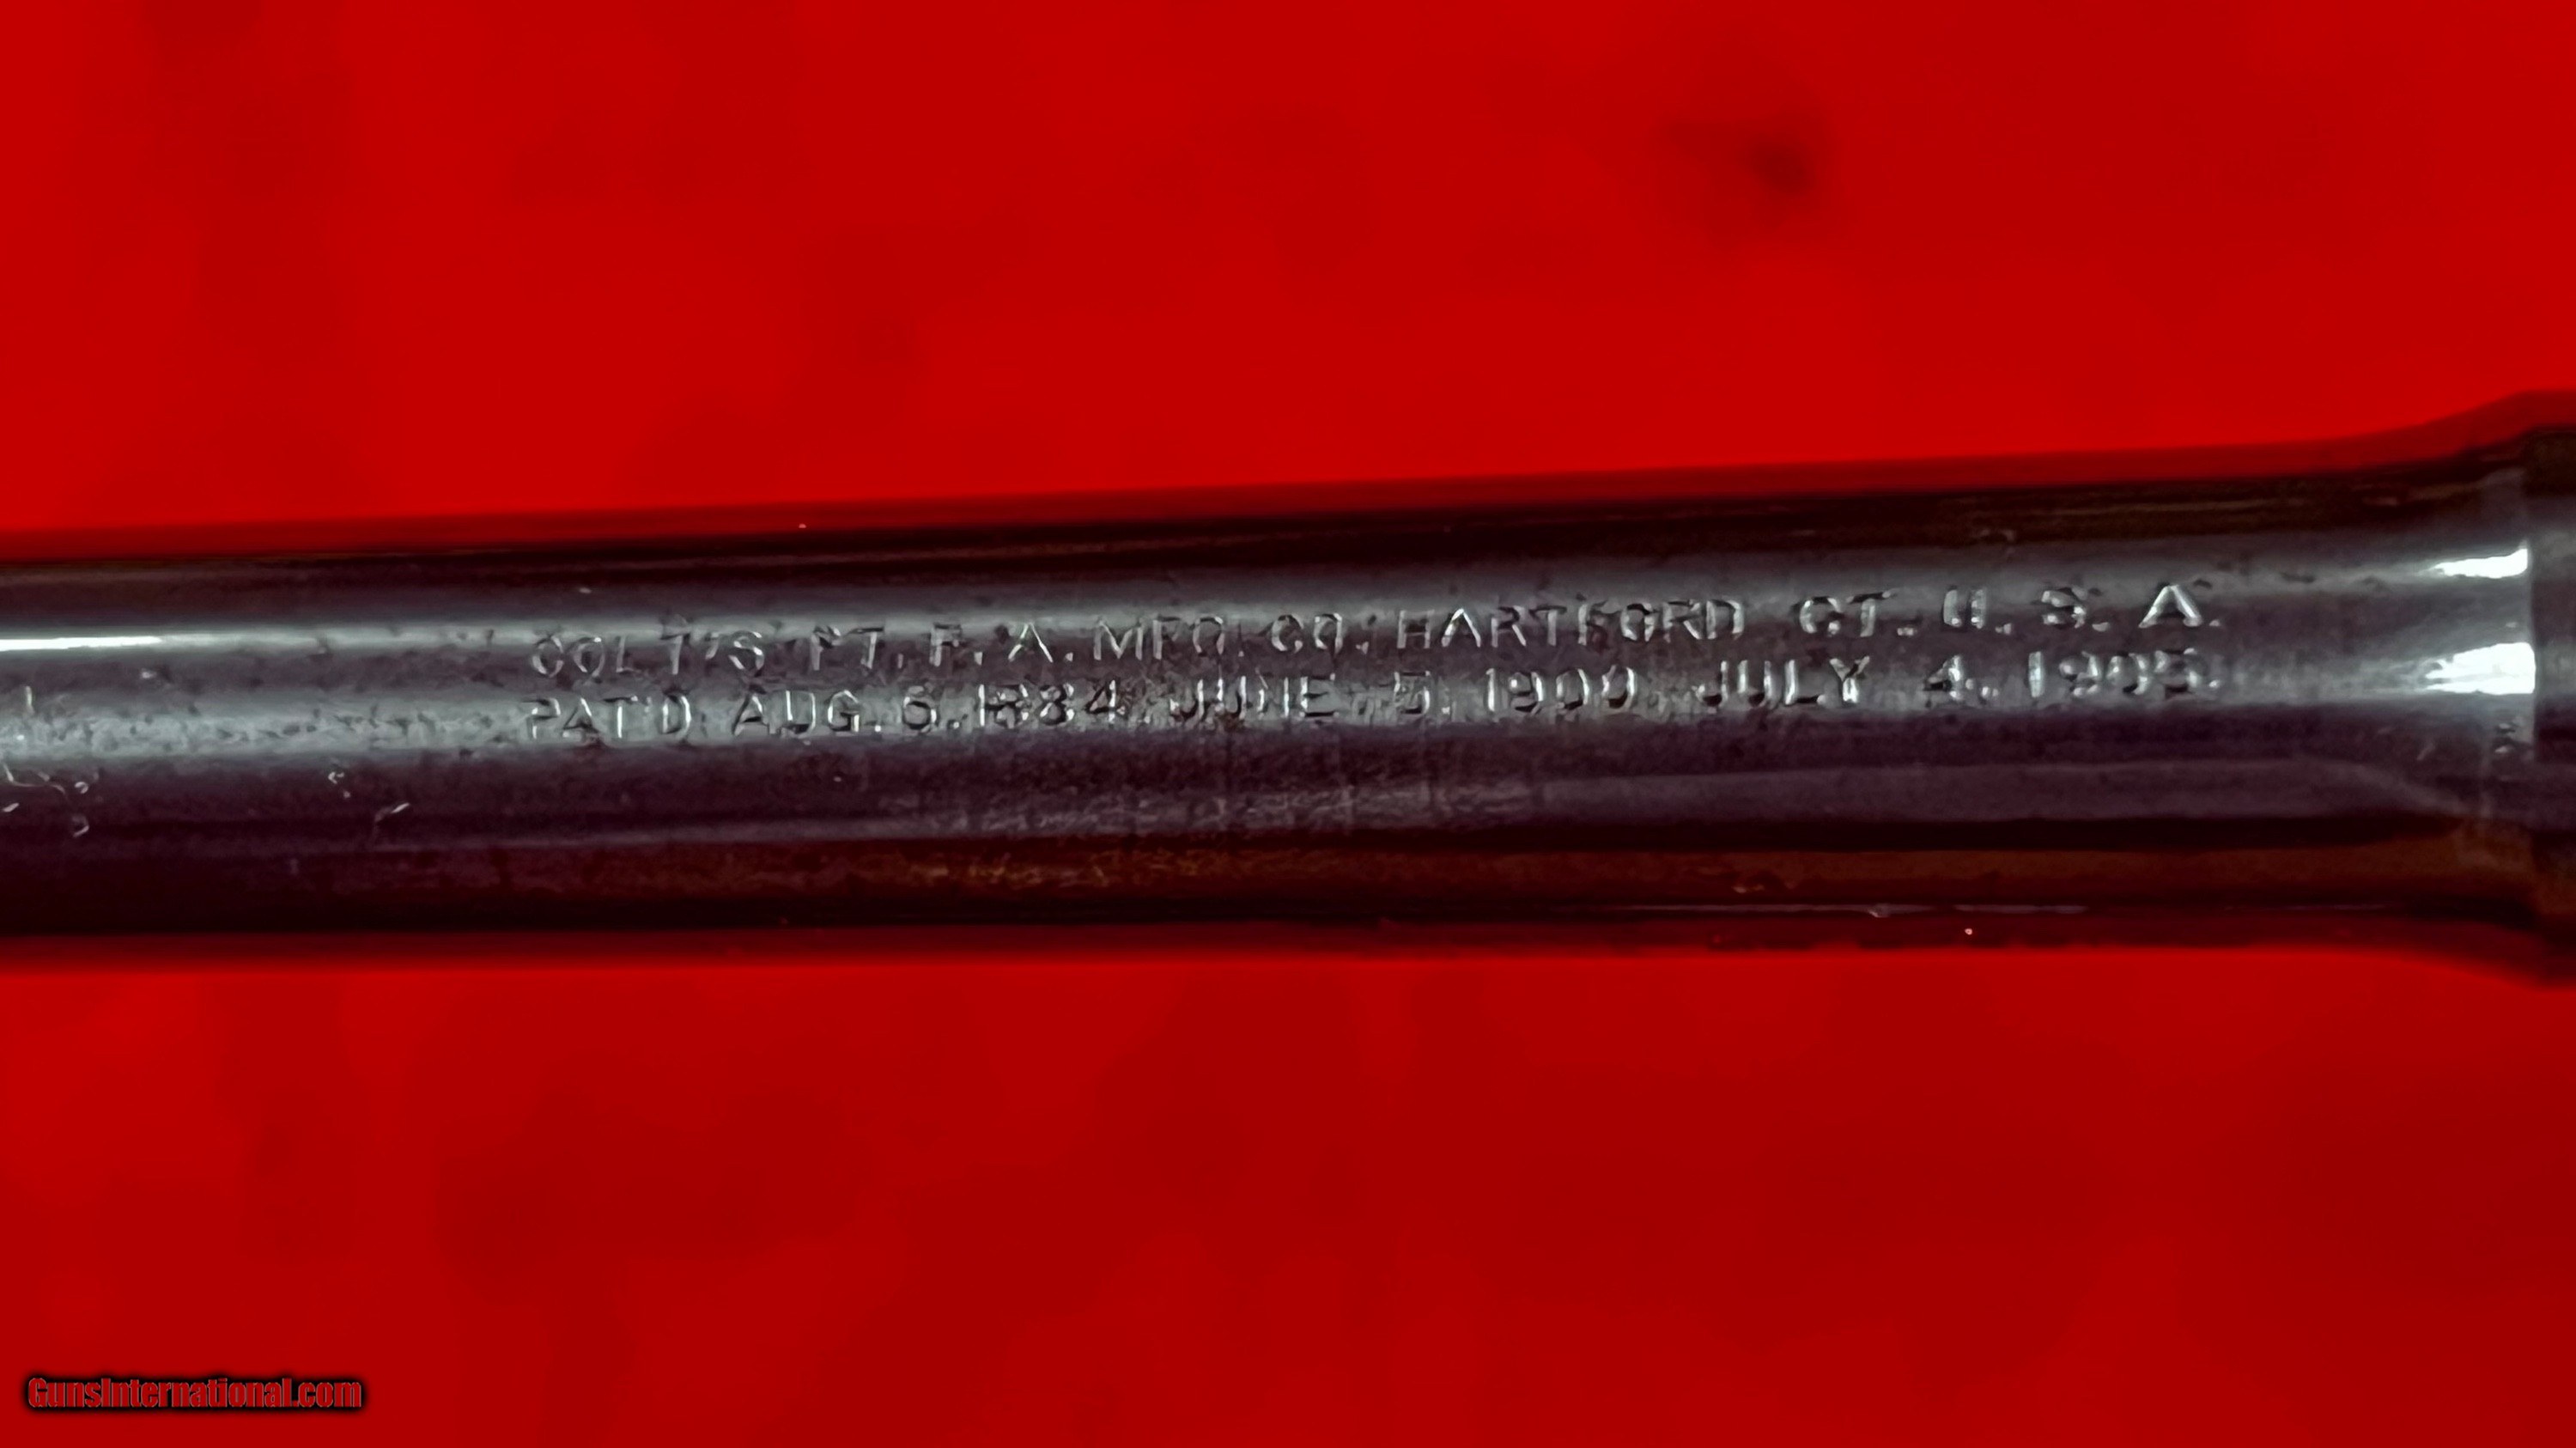 COLT'S PT. F. A. MFG. CO. HARTFORD CT. U. S. A.
PAT'D AUG. 5. 1884. JUNE 5, 1900. JULY 4, 1905.
GunsInternational.com